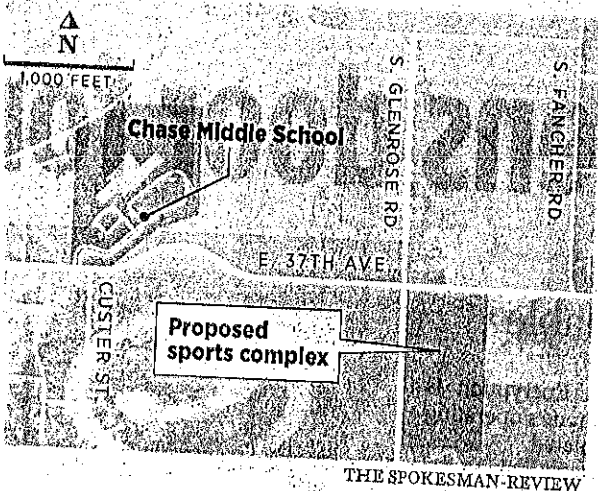 N
1,000 FEET
Chase Middle School
S. GLENROSE RD.
S. FANCHER RD.
E. 37TH AVE.
CUSTER ST.
Proposed
sports complex
THE SPOKESMAN-REVIEW